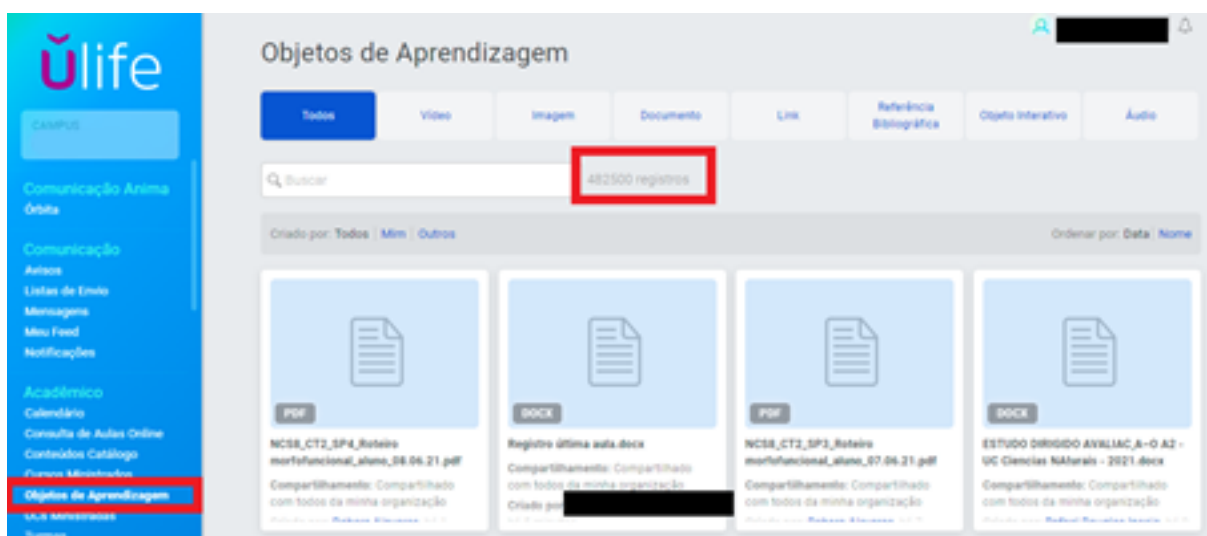 ŭlife
CAMPUS
Comunicação Anima
Órbita
Comunicação
Avisos
Listas de Envio
Mensagens
Meu Feed
Notificações
Acadêmico
Calendário
Consulta de Aulas Online
Conteúdos Catálogo
Cursos Ministrados
Objetos de Aprendizagem
UCs Ministradas
Turmas
Objetos de Aprendizagem
Todos
Vídeo
Imagem
Documento
Link
Referência
Bibliográfica
Objeto Interativo
Áudio
Buscar
482500 registros
Criado por: Todos | Mim | Outros
Ordenar por: Data | Nome
PDF
NCS8_CT2_SP4_Roteiro
morfofuncional_aluno_08.06.21.pdf
Compartilhamento: Compartilhado
com todos da minha organização
DOCX
Registro última aula.docx
Compartilhamento: Compartilhado
com todos da minha organização
Criado por
PDF
NCS8_CT2_SP3_Roteiro
morfofuncional_aluno_07.06.21.pdf
Compartilhamento: Compartilhado
com todos da minha organização
DOCX
ESTUDO DIRIGIDO AVALIAC_A~O A2 -
UC Ciencias NAturais - 2021.docx
Compartilhamento: Compartilhado
com todos da minha organização